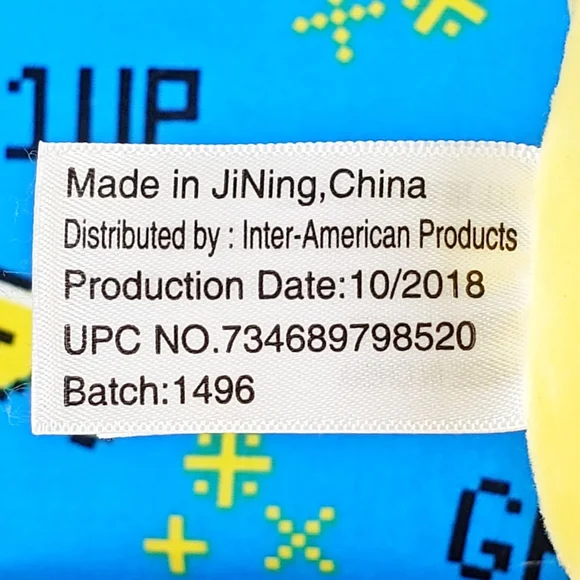 1UP
Made in JiNing,China
Distributed by : Inter-American Products
Production Date:10/2018
UPC NO.734689798520
Batch:1496